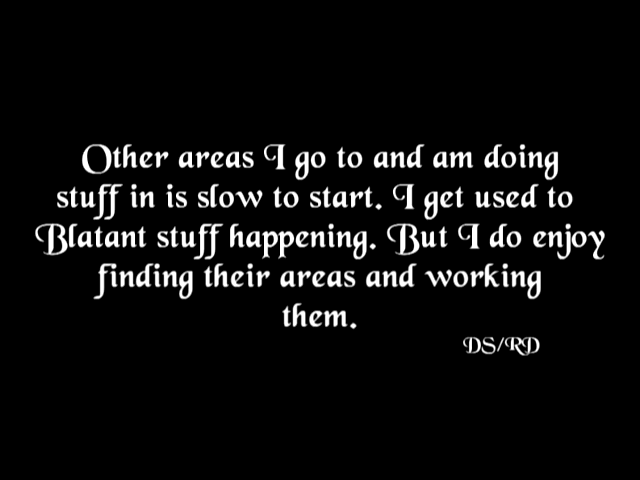 Other areas I go to and am doing
stuff in is slow to start. I get used to
Blatant stuff happening. But I do enjoy
finding their areas and working
them.
DS/RD